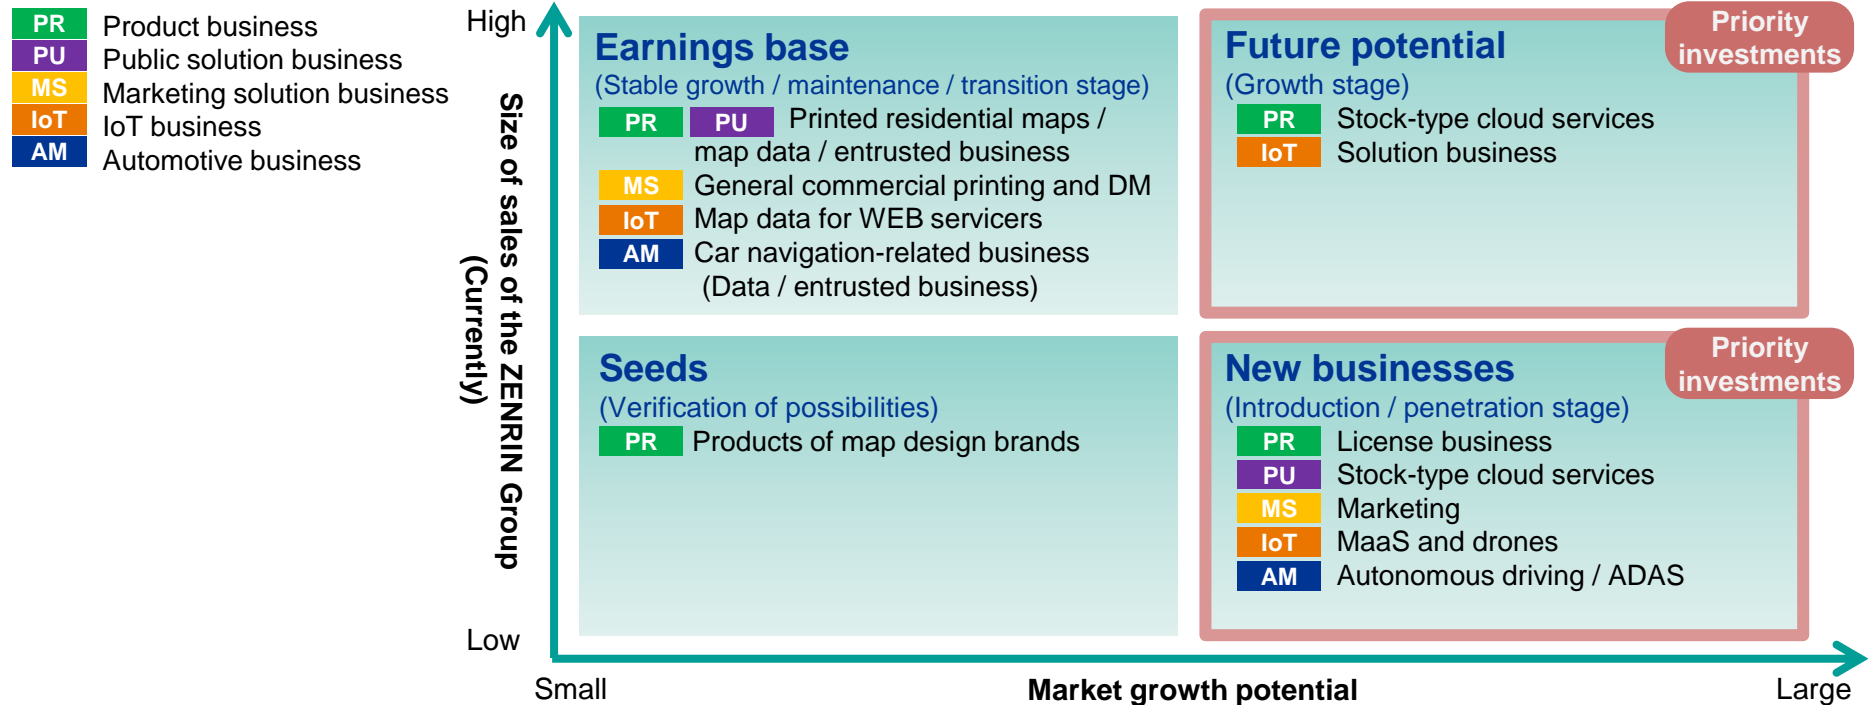 PR Product business
PU Public solution business
MS Marketing solution business
IoT IoT business
AM Automotive business
High
Size of sales of the ZENRIN Group
(Currently)
Low
Earnings base
(Stable growth / maintenance / transition stage)
PR PU Printed residential maps /
map data / entrusted business
MS General commercial printing and DM
IoT Map data for WEB servicers
AM Car navigation-related business
(Data / entrusted business)
Priority
investments
Future potential
(Growth stage)
PR Stock-type cloud services
IoT Solution business
Seeds
(Verification of possibilities)
PR Products of map design brands
Priority
investments
New businesses
(Introduction / penetration stage)
PR License business
PU Stock-type cloud services
MS Marketing
IoT MaaS and drones
AM Autonomous driving / ADAS
Small
Market growth potential
Large